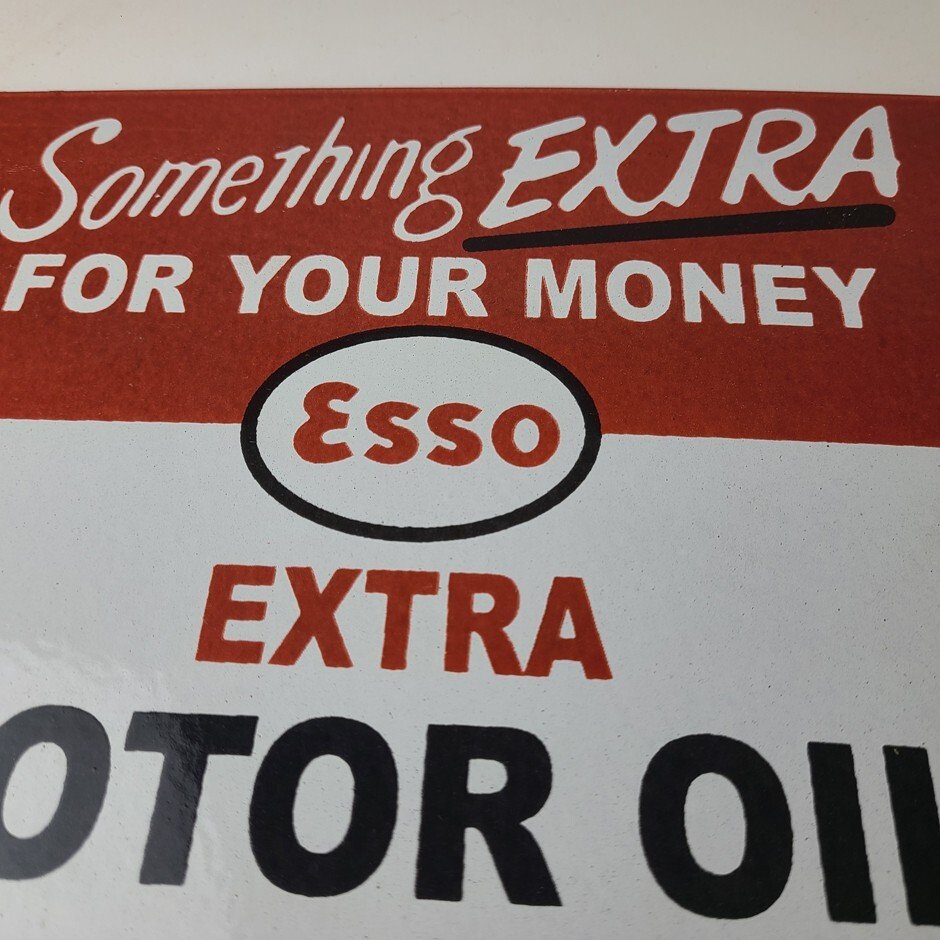 Something EXTRA
FOR YOUR MONEY
Esso
EXTRA
OTOR OIL